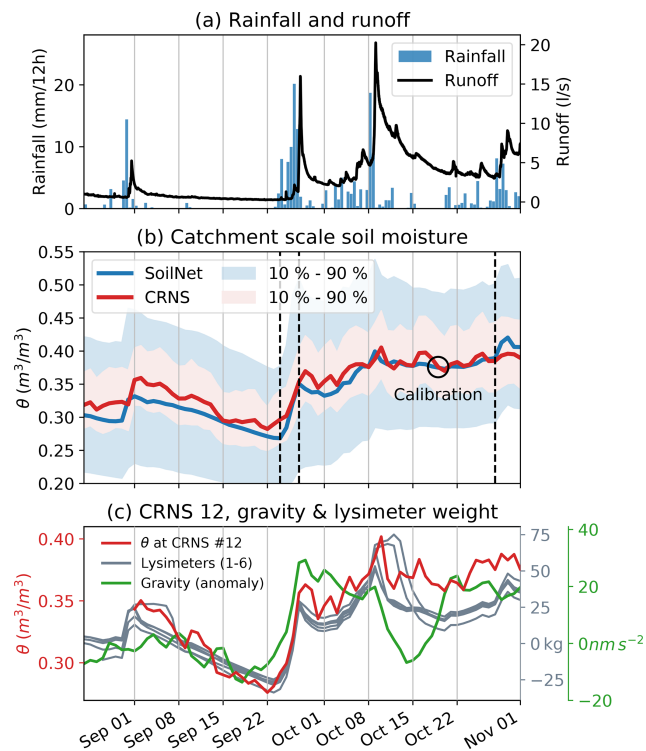 (a) Rainfall and runoff
Rainfall (mm/12h)
20
10
0
Rainfall
Runoff
20
15
10
5
0
Runoff (l/s)
(b) Catchment scale soil moisture
θ (m³/m³)
0.55
0.50
0.45
0.40
0.35
0.30
0.25
0.20
SoilNet
CRNS
10 % - 90 %
10 % - 90 %
Calibration
(c) CRNS 12, gravity & lysimeter weight
θ (m³/m³)
0.40
0.35
0.30
θ at CRNS #12
Lysimeters (1-6)
Gravity (anomaly)
75
50
25
0 kg
−25
40
20
0 nm s⁻²
−20
Sep 01
Sep 08
Sep 15
Sep 22
Oct 01
Oct 08
Oct 15
Oct 22
Nov 01